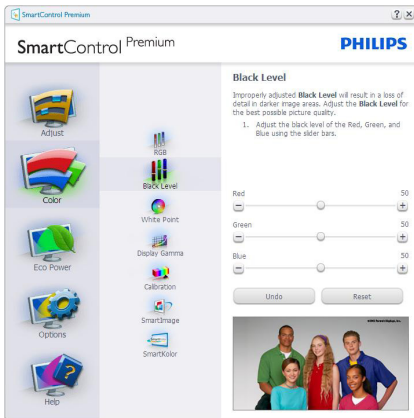 SmartControl Premium
SmartControl Premium
PHILIPS
Adjust
Color
Eco Power
Options
Help
RGB
Black Level
White Point
Display Gamma
Calibration
SmartImage
SmartKolor
Black Level
Improperly adjusted Black Level will result in a loss of
detail in darker image areas. Adjust the Black Level for
the best possible picture quality.
1. Adjust the black level of the Red, Green, and
Blue using the slider bars.
Red 50
Green 50
Blue 50
Undo
Reset